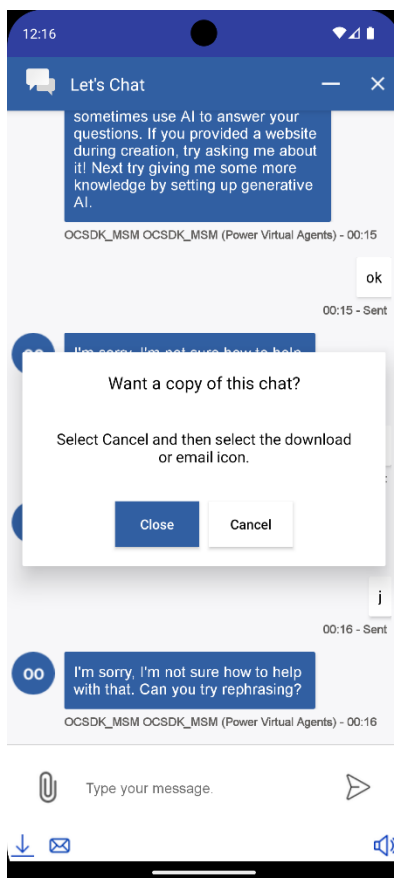 12:16
Let's Chat
sometimes use AI to answer your
questions. If you provided a website
during creation, try asking me about
it! Next try giving me some more
knowledge by setting up generative
AI.
OCSDK_MSM OCSDK_MSM (Power Virtual Agents) - 00:15
ok
00:15 - Sent
I'm sorry, I'm not sure how to help
Want a copy of this chat?
Select Cancel and then select the download
or email icon.
Close
Cancel
j
00:16 - Sent
OO
I'm sorry, I'm not sure how to help
with that. Can you try rephrasing?
OCSDK_MSM OCSDK_MSM (Power Virtual Agents) - 00:16
Type your message.